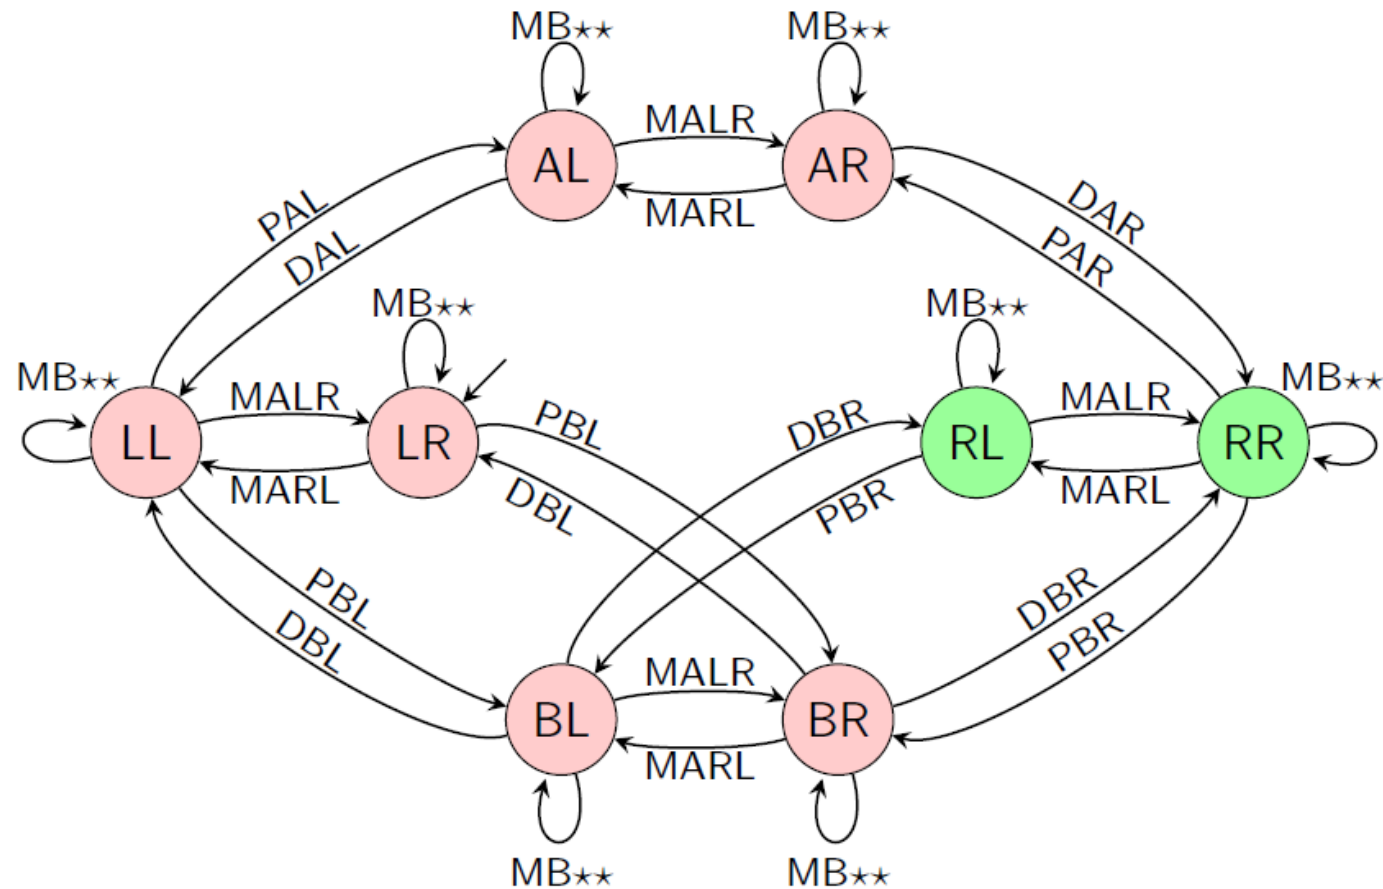 MB⋆⋆ MB⋆⋆
MALR
AL AR
MARL
PAL DAR
DAL PAR
MB⋆⋆ MB⋆⋆
MB⋆⋆ MB⋆⋆
MALR PBL DBR MALR
LL LR RL RR
MARL DBL PBR MARL
PBL DBR
DBL PBR
MALR
BL BR
MARL
MB⋆⋆ MB⋆⋆